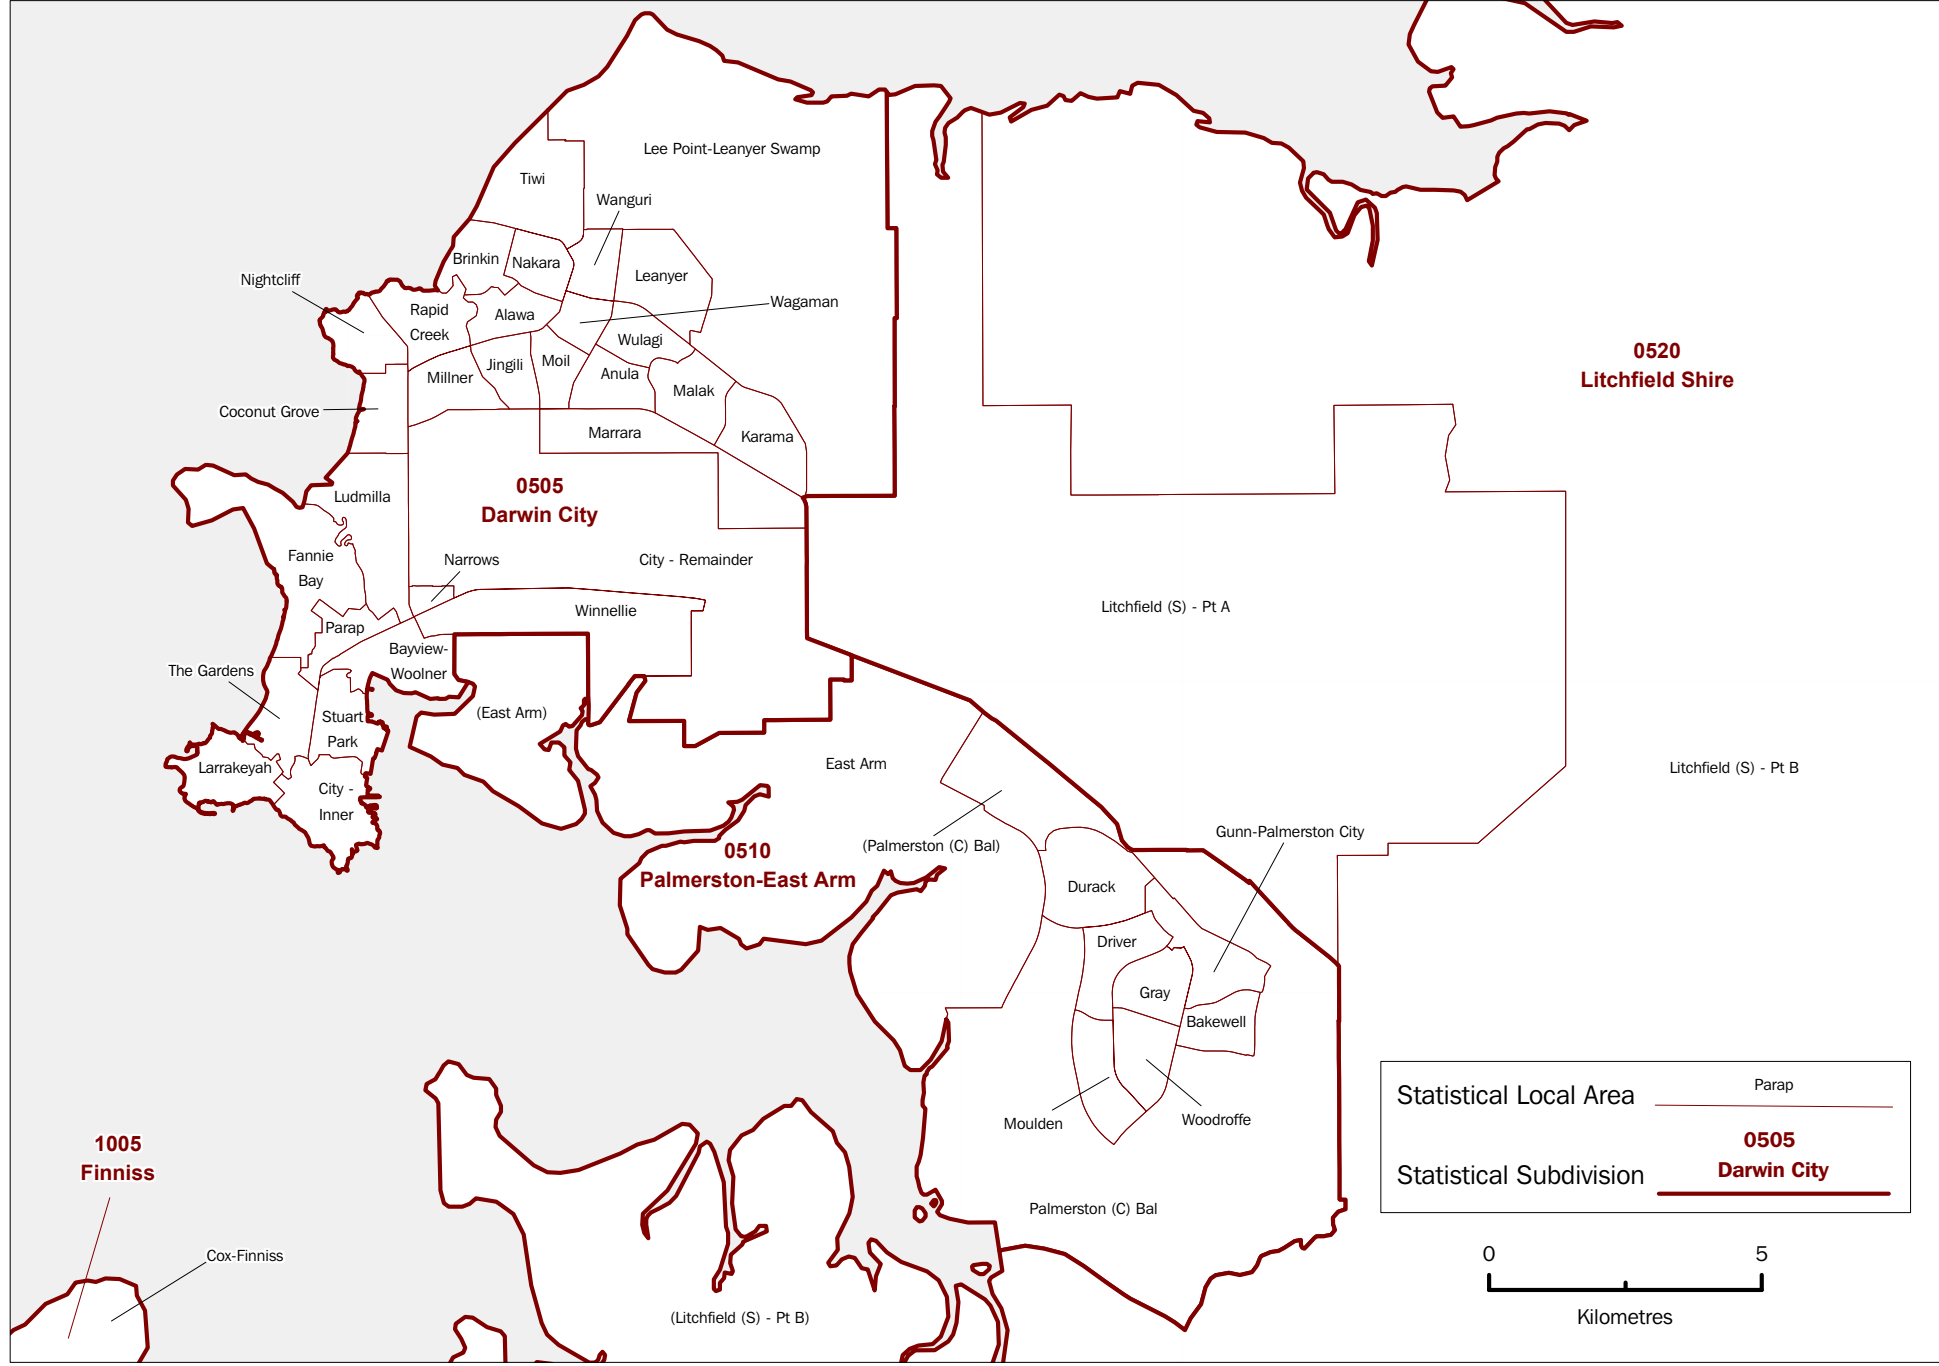 Lee Point-Leanyer Swamp
Tiwi
Wanguri
Brinkin
Nakara
Leanyer
Nightcliff
Wagaman
Rapid
Creek
Alawa
Wulagi
0520
Litchfield Shire
Jingili
Moil
Millner
Anula
Malak
Coconut Grove
Marrara
Karama
0505
Darwin City
Ludmilla
Fannie
Bay
Narrows
City - Remainder
Winnellie
Litchfield (S) - Pt A
Parap
Bayview-
Woolner
The Gardens
(East Arm)
Stuart
Park
Larrakeyah
East Arm
Litchfield (S) - Pt B
City -
Inner
0510
Palmerston-East Arm
(Palmerston (C) Bal)
Gunn-Palmerston City
Durack
Driver
Gray
Bakewell
Moulden
Woodroffe
Statistical Local Area
Parap
0505
Darwin City
Statistical Subdivision
1005
Finniss
Palmerston (C) Bal
Cox-Finniss
(Litchfield (S) - Pt B)
0 5
Kilometres